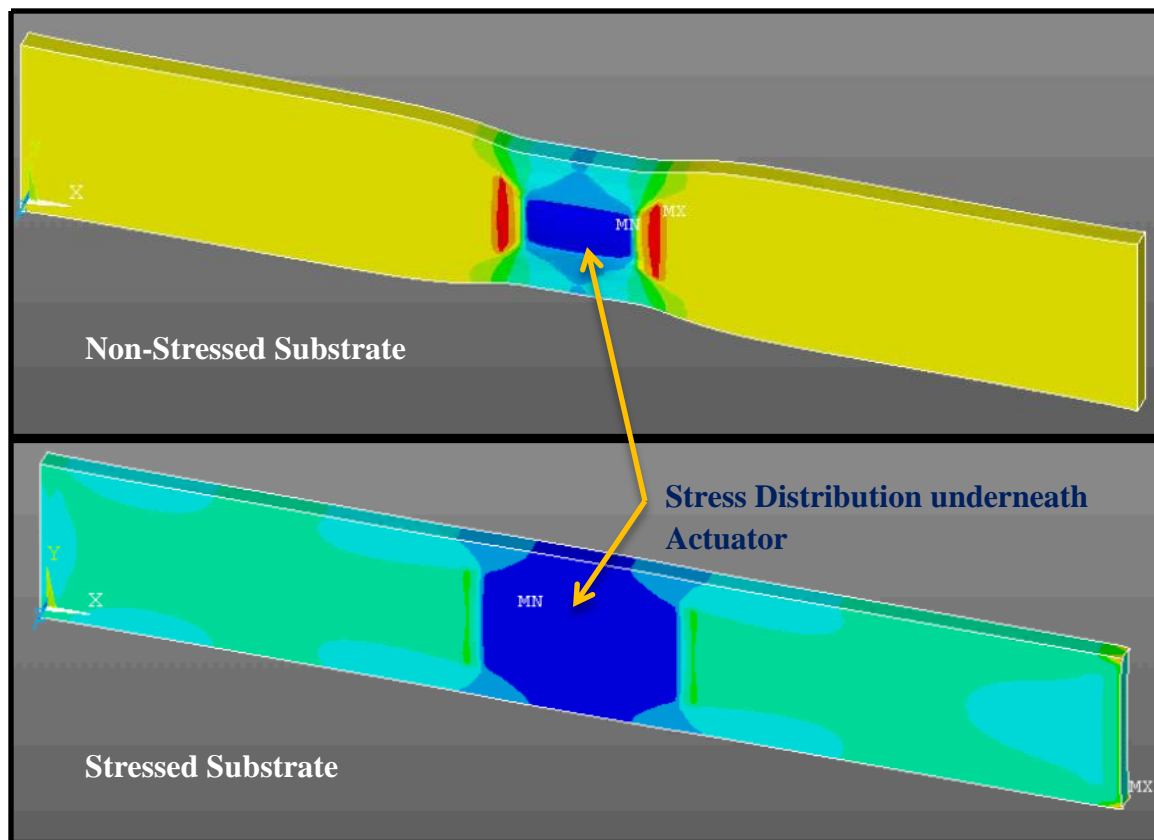 Y
X
MN
MX
Non-Stressed Substrate
Stress Distribution underneath
Actuator
Y
X
MN
Stressed Substrate
MX